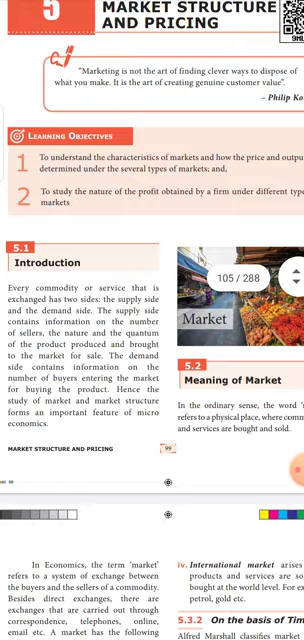 5
MARKET STRUCTURE
AND PRICING
"Marketing is not the art of finding clever ways to dispose of
what you make. It is the art of creating genuine customer value".
– Philip Ko
LEARNING OBJECTIVES
1 To understand the characteristics of markets and how the price and outpu
determined under the several types of markets; and,
2 To study the nature of the profit obtained by a firm under different type
markets
5.1
Introduction
Every commodity or service that is
exchanged has two sides: the supply side
and the demand side. The supply side
contains information on the number
of sellers, the nature and the quantum
of the product produced and brought
to the market for sale. The demand
side contains information on the
number of buyers entering the market
for buying the product. Hence the
study of market and market structure
forms an important feature of micro
economics.
105 / 288
Market
5.2
Meaning of Market
In the ordinary sense, the word '
refers to a physical place, where comm
and services are bought and sold.
MARKET STRUCTURE AND PRICING
99
In Economics, the term 'market'
refers to a system of exchange between
the buyers and the sellers of a commodity.
Besides direct exchanges, there are
exchanges that are carried out through
correspondence, telephones, online,
email etc. A market has the following
iv. International market arises
products and services are so
bought at the world level. For
petrol, gold etc.
5.3.2 On the basis of Tim
Alfred Marshall classifies market